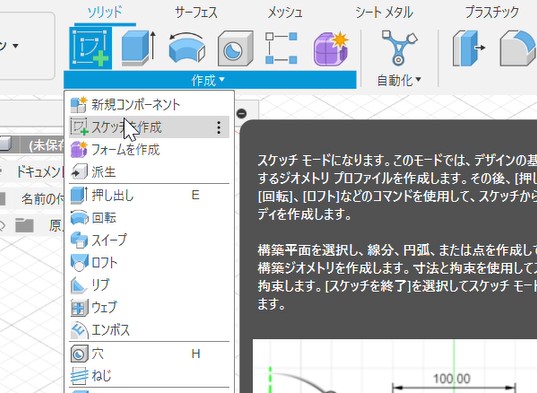 ソリッド サーフェス メッシュ シート メタル プラスチック
作成 自動化
新規コンポーネント
スケッチを作成
フォームを作成
派生
押し出し E
回転
スイープ
ロフト
リブ
ウェブ
エンボス
穴 H
ねじ
(未保存
ドキュメント
名前の付
原
スケッチ モードになります。このモードでは、デザインの基
するジオメトリ プロファイルを作成します。その後、[押し
[回転]、[ロフト]などのコマンドを使用して、スケッチから
ディを作成します。
構築平面を選択し、線分、円弧、または点を作成して
構築ジオメトリを作成します。寸法と拘束を使用してス
拘束します。[スケッチを終了]を選択してスケッチ モード
ます。
100.00